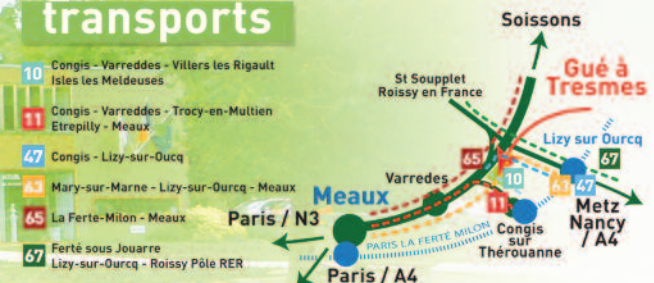 transports
10 Congis - Varreddes - Villers les Rigault
Isles les Meldeuses
11 Congis - Varreddes - Trocy-en-Multien
Etrepilly - Meaux
47 Congis - Lizy-sur-Oucq
63 Mary-sur-Marne - Lizy-sur-Ourcq - Meaux
65 La Ferte-Milon - Meaux
67 Ferté sous Jouarre
Lizy-sur-Ourcq - Roissy Pôle RER
Soissons
St Soupplet
Roissy en France
Gué à
Tresmes
Lizy sur Ourcq
65
67
10
63
47
Varredes
11
Meaux
Metz
Nancy
/ A4
Paris / N3
Congis
sur
Thérouanne
PARIS LA FERTÉ MILON
Paris / A4